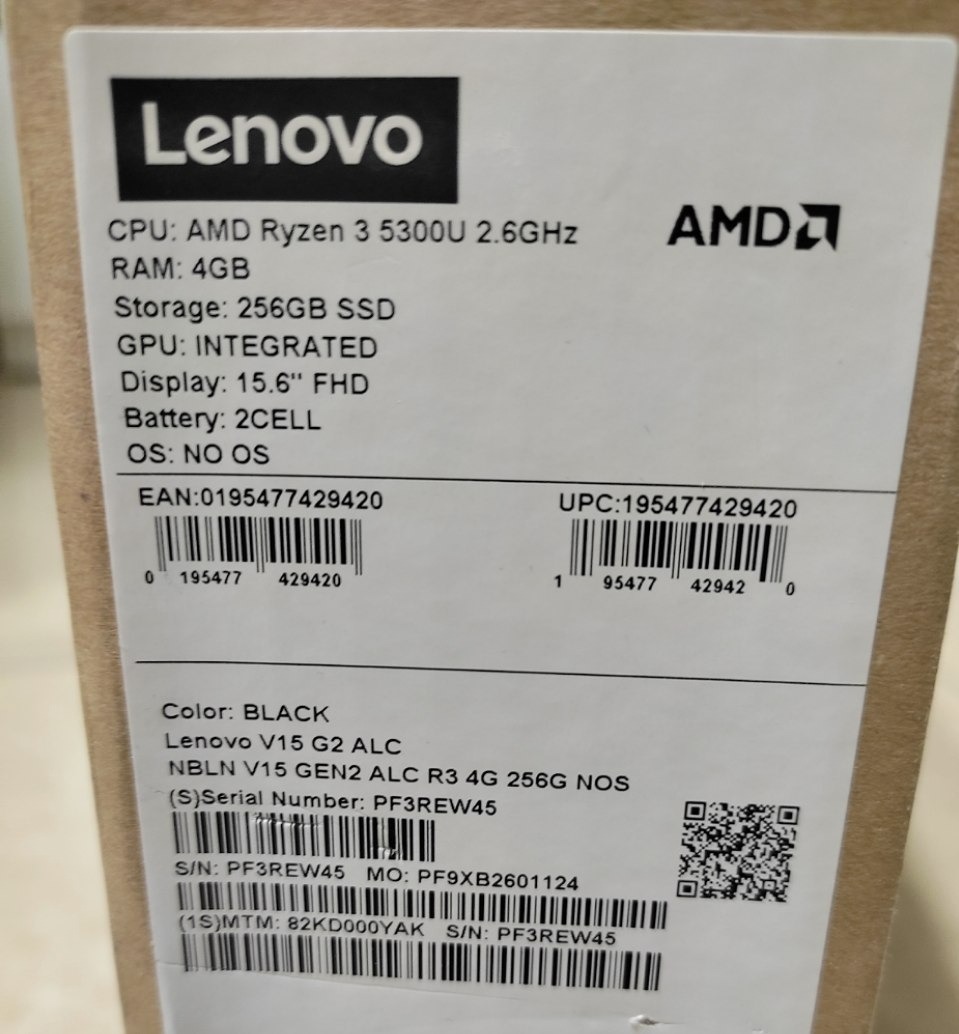 Lenovo
CPU: AMD Ryzen 3 5300U 2.6GHz
AMD
RAM: 4GB
Storage: 256GB SSD
GPU: INTEGRATED
Display: 15.6" FHD
Battery: 2CELL
OS: NO OS
EAN:0195477429420
UPC:195477429420
0 195477 429420
1 95477 42942 0
Color: BLACK
Lenovo V15 G2 ALC
NBLN V15 GEN2 ALC R3 4G 256G NOS
(S)Serial Number: PF3REW45
S/N: PF3REW45 MO: PF9XB2601124
(1S)MTM: 82KD000YAK S/N: PF3REW45